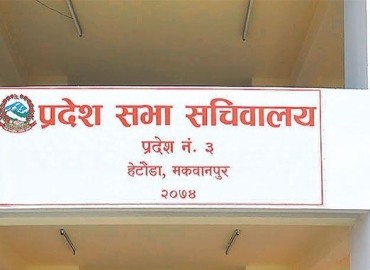 प्रदेश सभा सचिवालय
प्रदेश नं. ३
हेटौंडा, मकवानपुर
२०७४